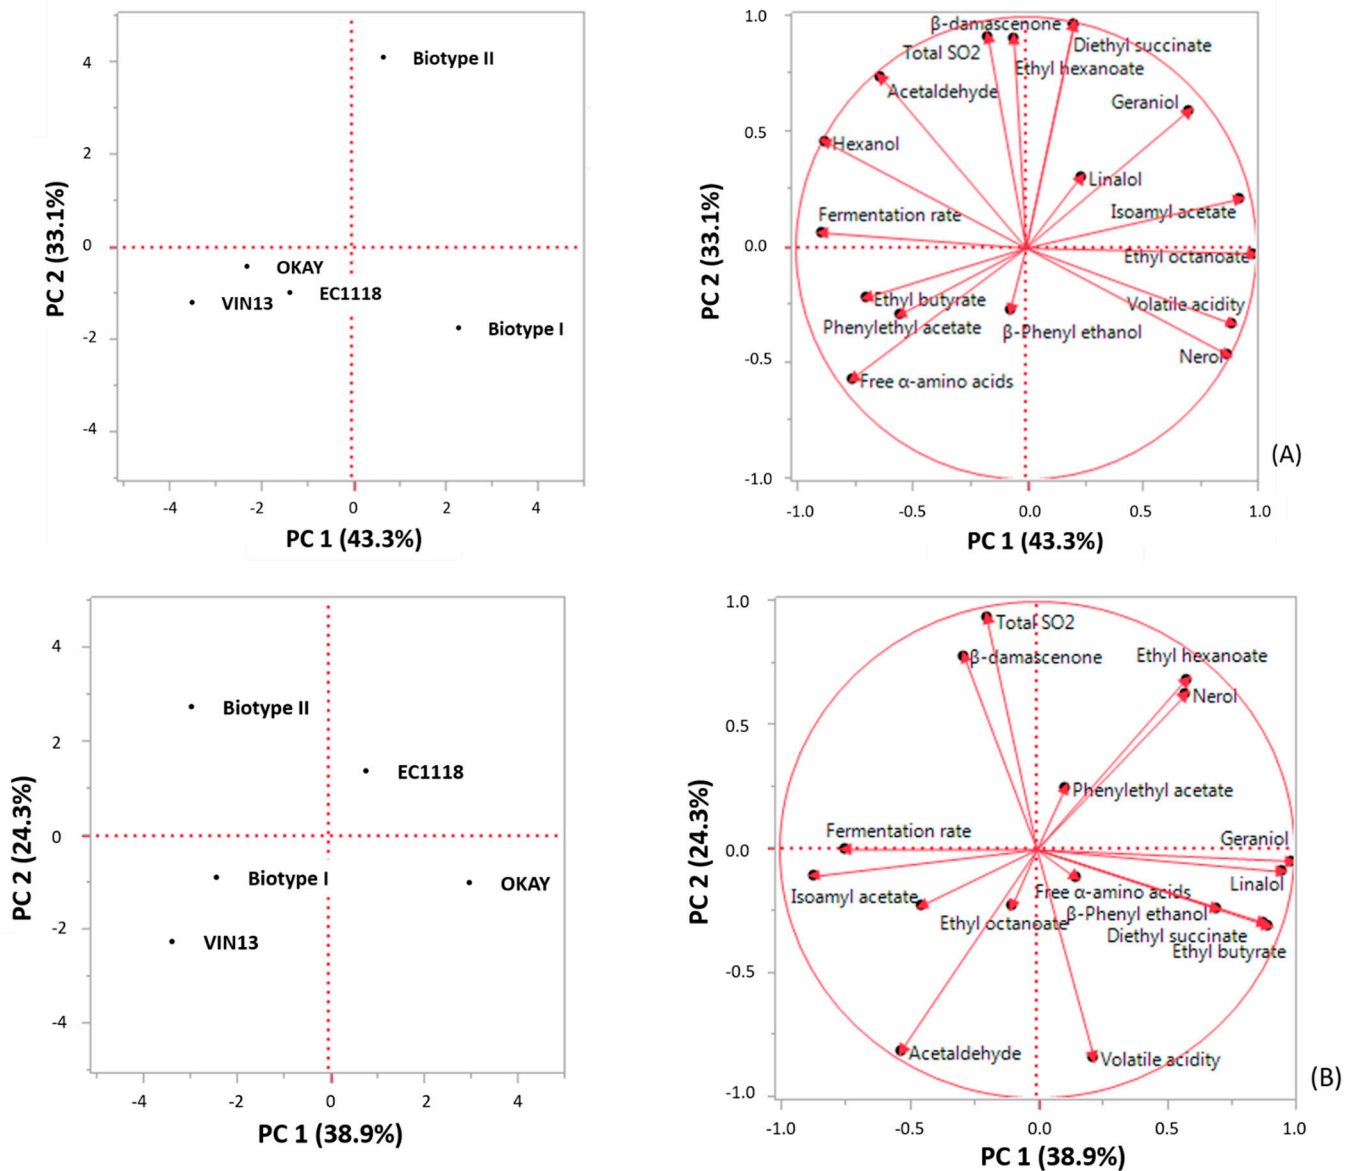 4
2
0
-2
-4
PC 2 (33.1%)
Biotype II
OKAY
EC1118
VIN13
Biotype I
-4
-2
0
2
4
PC 1 (43.3%)
1.0
0.5
0.0
-0.5
-1.0
PC 2 (33.1%)
β-damascenone
Diethyl succinate
Total SO2
Ethyl hexanoate
Acetaldehyde
Geraniol
Hexanol
Linalol
Isoamyl acetate
Fermentation rate
Ethyl octanoate
Ethyl butyrate
Volatile acidity
Phenylethyl acetate
β-Phenyl ethanol
Nerol
Free α-amino acids
-1.0
-0.5
0.0
0.5
1.0
PC 1 (43.3%)
(A)
4
2
0
-2
-4
PC 2 (24.3%)
Biotype II
EC1118
Biotype I
OKAY
VIN13
-4
-2
0
2
4
PC 1 (38.9%)
1.0
0.5
0.0
-0.5
-1.0
PC 2 (24.3%)
Total SO2
β-damascenone
Ethyl hexanoate
Nerol
Phenylethyl acetate
Fermentation rate
Geraniol
Linalol
Isoamyl acetate
Free α-amino acids
Ethyl octanoate
β-Phenyl ethanol
Diethyl succinate
Ethyl butyrate
Acetaldehyde
Volatile acidity
-1.0
-0.5
0.0
0.5
1.0
PC 1 (38.9%)
(B)